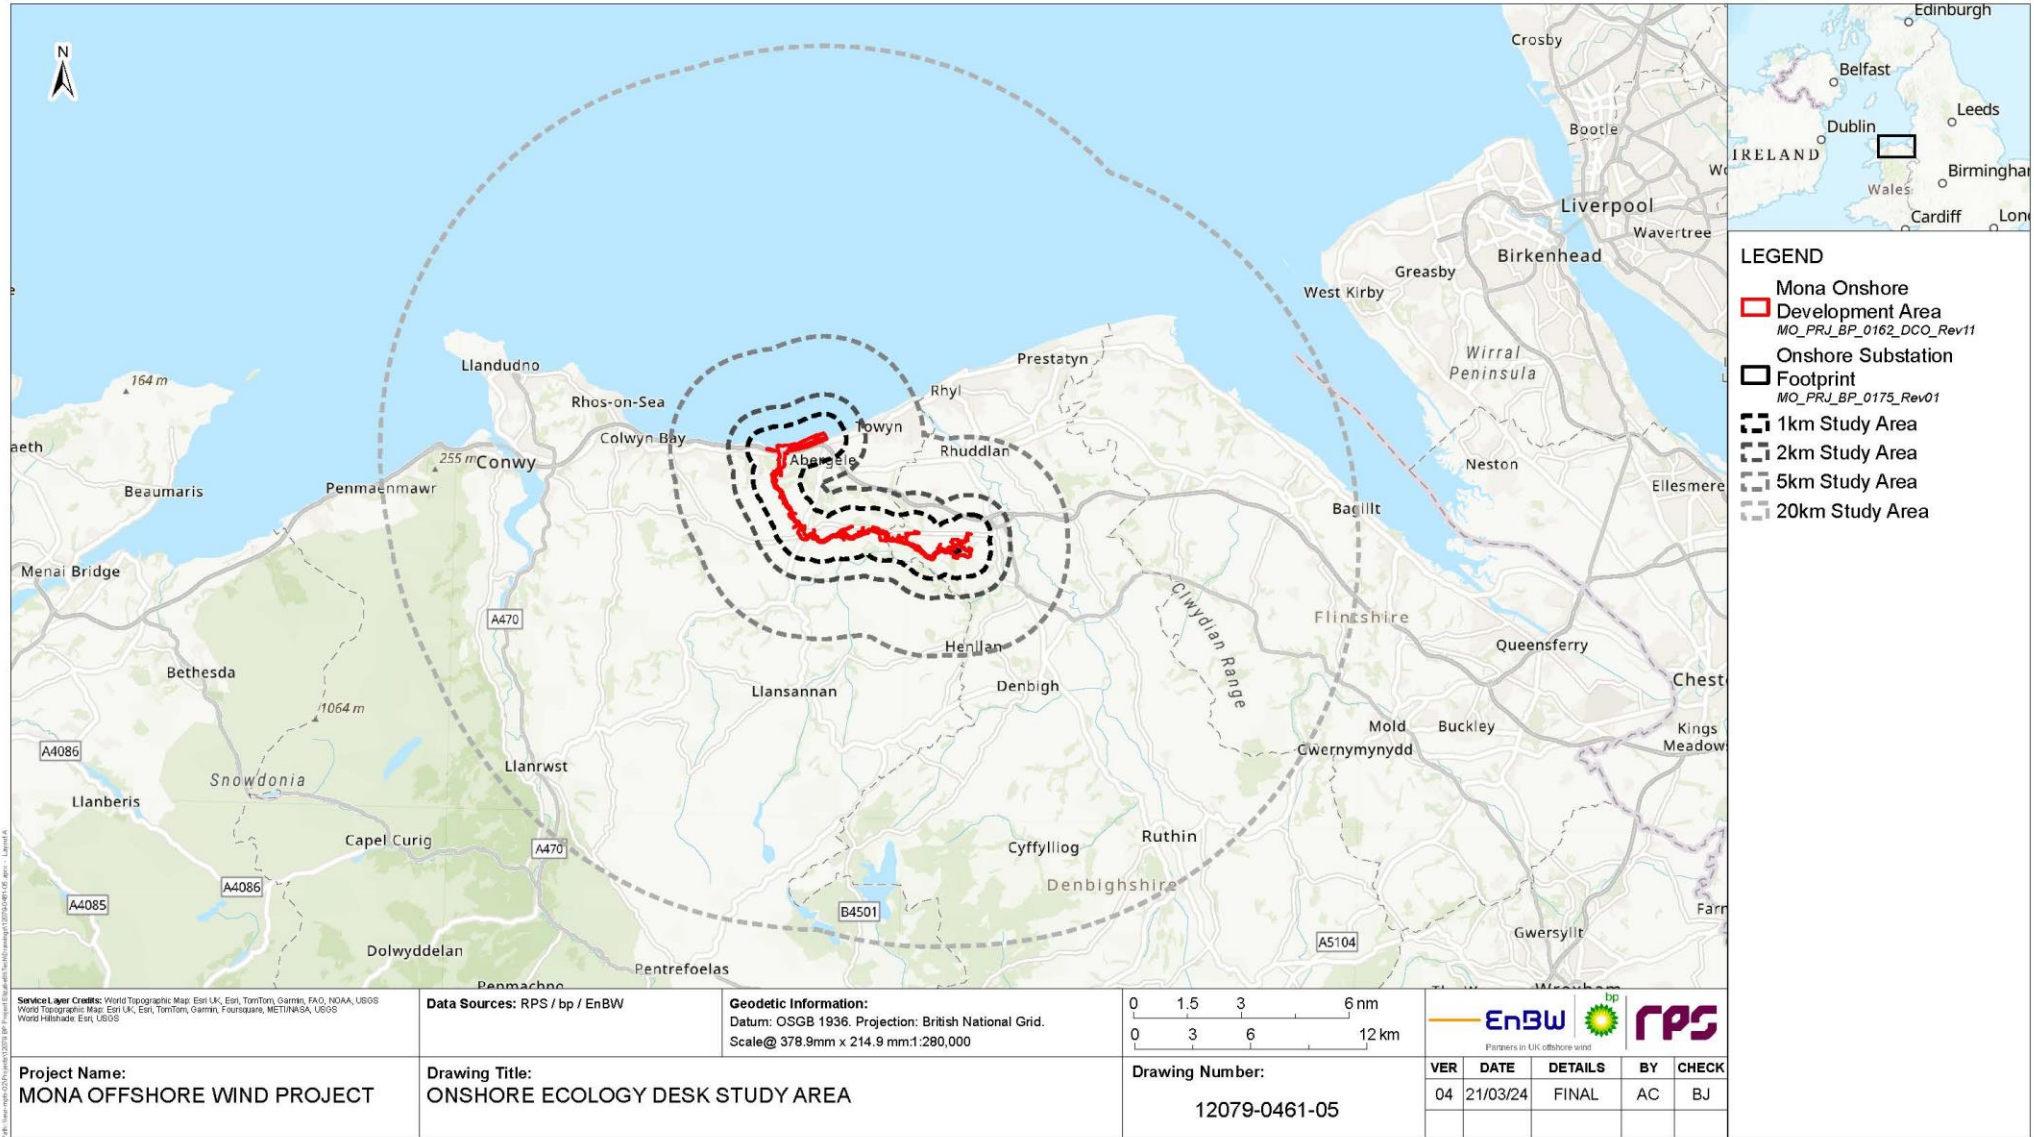 N
Crosby
Bootle
Liverpool
Wavertree
Birkenhead
Greasby
West Kirby
Wirral
Peninsula
Neston
Ellesmere
Llandudno
Rhos-on-Sea
Colwyn Bay
Prestatyn
Rhyl
Towyn
Abergele
Rhuddlan
164 m
aeth
Beaumaris
255 m
Conwy
Penmaenmawr
Menai Bridge
Bagillt
A470
Clwydian Range
Flintshire
Queensferry
Henllan
Bethesda
Llansannan
Denbigh
Chest
1064 m
Mold
Buckley
Kings
Meadow
Gwernymynydd
A4086
Snowdonia
Llanrwst
Llanberis
Capel Curig
A470
Cyffylliog
Ruthin
Denbighshire
A4086
A4085
B4501
Farn
Gwersyllt
A5104
Dolwyddelan
Pentrefoelas
Penmachno
Wrexham
Edinburgh
Belfast
Leeds
Dublin
IRELAND
Birminghar
Wales
Cardiff
Lon
LEGEND
Mona Onshore
Development Area
MO_PRJ_BP_0162_DCO_Rev11
Onshore Substation
Footprint
MO_PRJ_BP_0175_Rev01
1km Study Area
2km Study Area
5km Study Area
20km Study Area
Service Layer Credits: World Topographic Map: Esri UK, Esri, TomTom, Garmin, FAO, NOAA, USGS
World Topographic Map: Esri UK, Esri, TomTom, Garmin, Foursquare, METI/NASA, USGS
World Hillshade: Esri, USGS
Data Sources: RPS / bp / EnBW
Geodetic Information:
Datum: OSGB 1936. Projection: British National Grid.
Scale@ 378.9mm x 214.9 mm:1:280,000
0 1.5 3 6 nm
0 3 6 12 km
EnBW bp rps
Partners in UK offshore wind
Project Name:
MONA OFFSHORE WIND PROJECT
Drawing Title:
ONSHORE ECOLOGY DESK STUDY AREA
Drawing Number:
12079-0461-05
VER DATE DETAILS BY CHECK
04 21/03/24 FINAL AC BJ